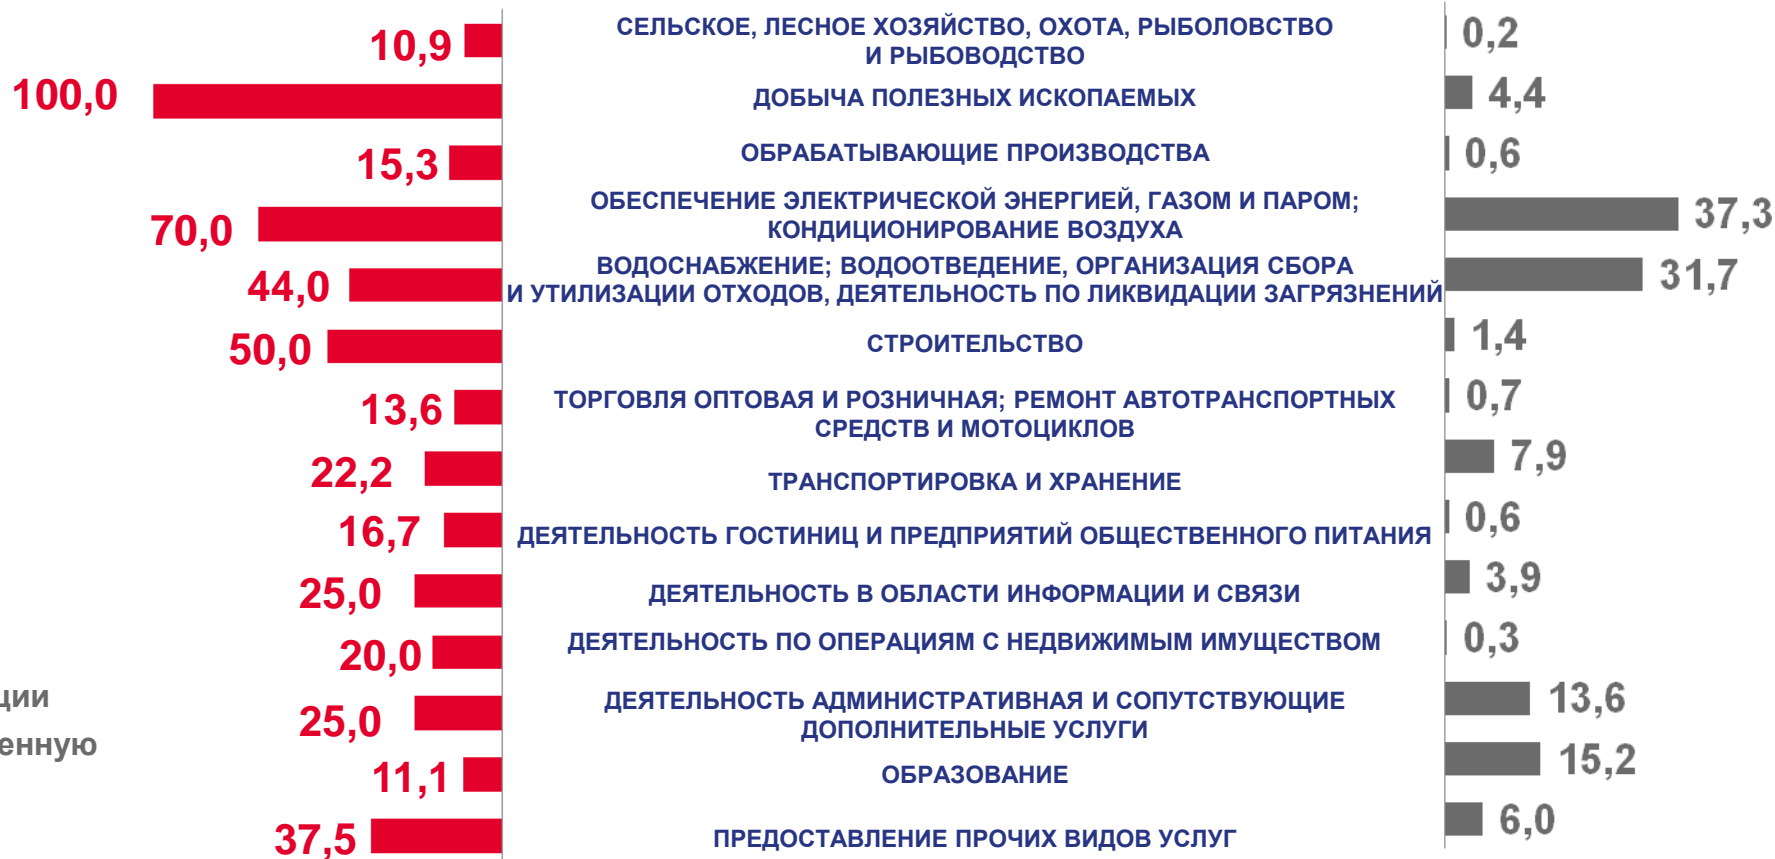 10,9
СЕЛЬСКОЕ, ЛЕСНОЕ ХОЗЯЙСТВО, ОХОТА, РЫБОЛОВСТВО
И РЫБОВОДСТВО
0,2
100,0
ДОБЫЧА ПОЛЕЗНЫХ ИСКОПАЕМЫХ
4,4
15,3
ОБРАБАТЫВАЮЩИЕ ПРОИЗВОДСТВА
0,6
70,0
ОБЕСПЕЧЕНИЕ ЭЛЕКТРИЧЕСКОЙ ЭНЕРГИЕЙ, ГАЗОМ И ПАРОМ;
КОНДИЦИОНИРОВАНИЕ ВОЗДУХА
37,3
44,0
ВОДОСНАБЖЕНИЕ; ВОДООТВЕДЕНИЕ, ОРГАНИЗАЦИЯ СБОРА
И УТИЛИЗАЦИИ ОТХОДОВ, ДЕЯТЕЛЬНОСТЬ ПО ЛИКВИДАЦИИ ЗАГРЯЗНЕНИЙ
31,7
50,0
СТРОИТЕЛЬСТВО
1,4
13,6
ТОРГОВЛЯ ОПТОВАЯ И РОЗНИЧНАЯ; РЕМОНТ АВТОТРАНСПОРТНЫХ
СРЕДСТВ И МОТОЦИКЛОВ
0,7
22,2
ТРАНСПОРТИРОВКА И ХРАНЕНИЕ
7,9
16,7
ДЕЯТЕЛЬНОСТЬ ГОСТИНИЦ И ПРЕДПРИЯТИЙ ОБЩЕСТВЕННОГО ПИТАНИЯ
0,6
25,0
ДЕЯТЕЛЬНОСТЬ В ОБЛАСТИ ИНФОРМАЦИИ И СВЯЗИ
3,9
20,0
ДЕЯТЕЛЬНОСТЬ ПО ОПЕРАЦИЯМ С НЕДВИЖИМЫМ ИМУЩЕСТВОМ
0,3
ции
25,0
ДЕЯТЕЛЬНОСТЬ АДМИНИСТРАТИВНАЯ И СОПУТСТВУЮЩИЕ
ДОПОЛНИТЕЛЬНЫЕ УСЛУГИ
13,6
енную
11,1
ОБРАЗОВАНИЕ
15,2
37,5
ПРЕДОСТАВЛЕНИЕ ПРОЧИХ ВИДОВ УСЛУГ
6,0